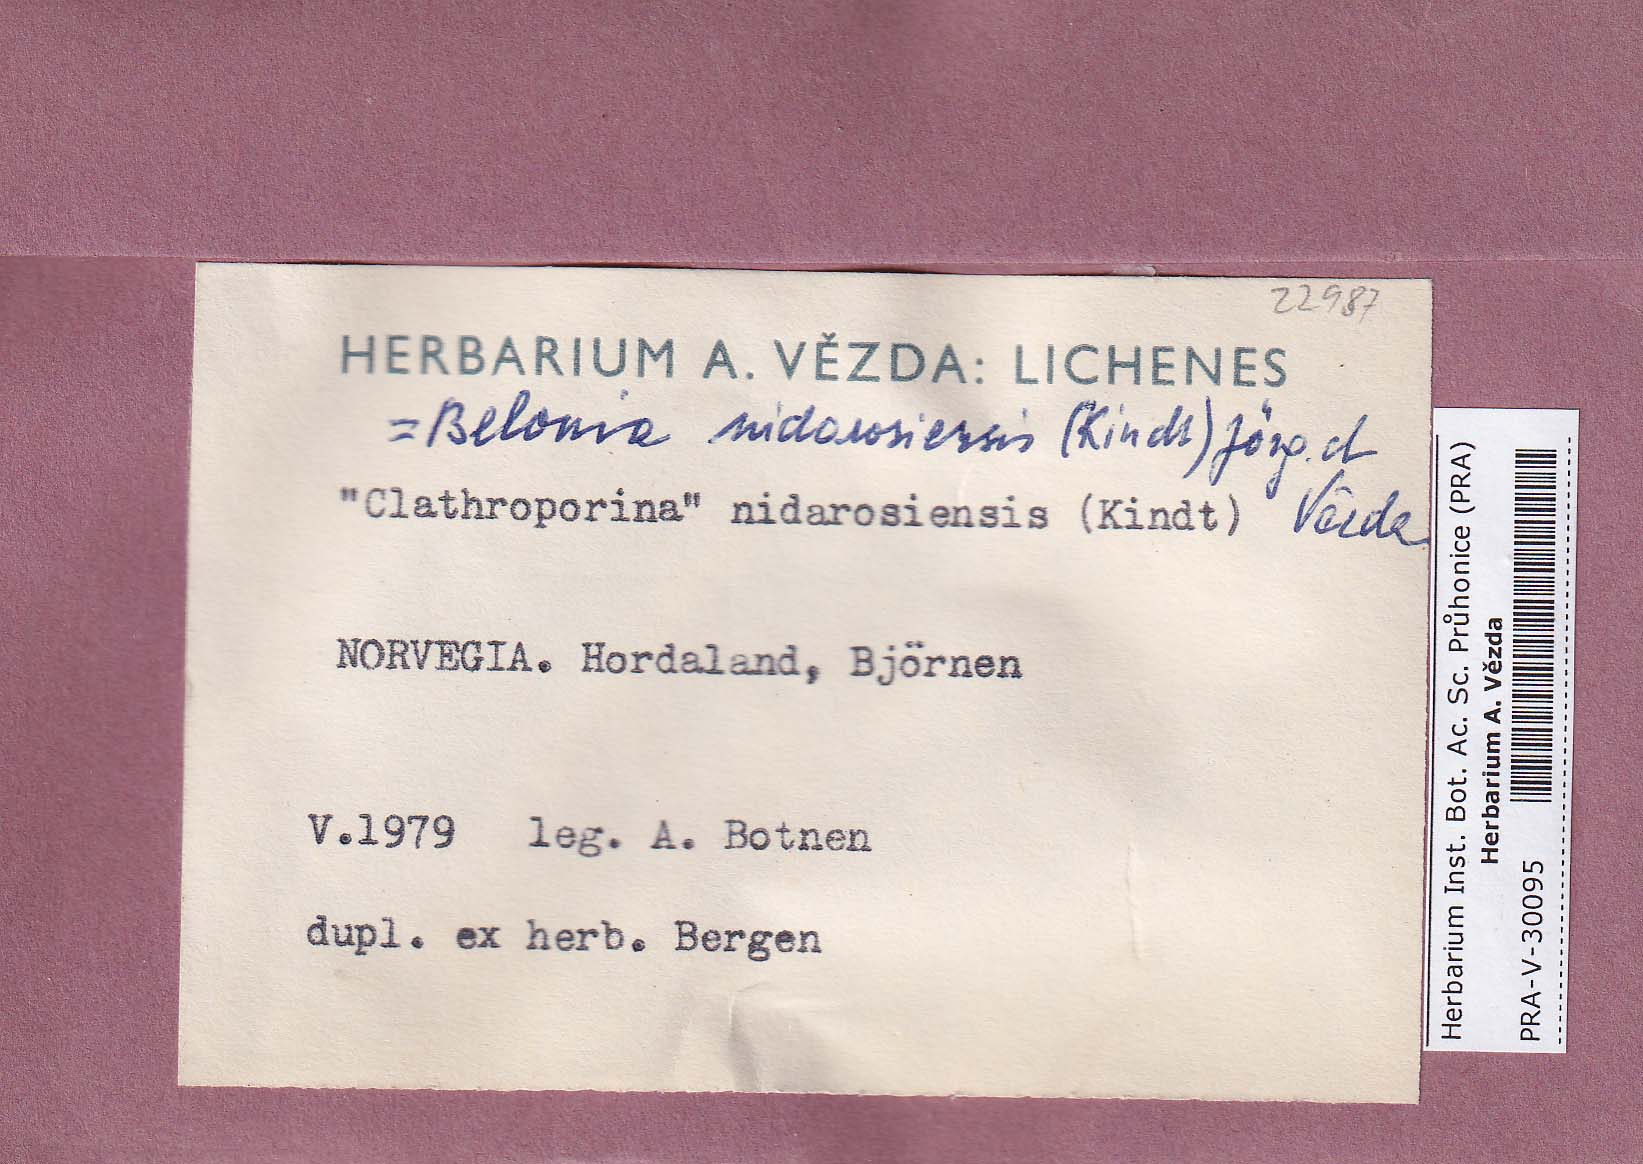 22987
HERBARIUM A. VĚZDA: LICHENES
=Belonia nidarosiensis (Kindt) Jörg. et
Vězda
"Clathroporina" nidarosiensis (Kindt)
NORVEGIA. Hordaland, Björnen
V.1979 leg. A. Botnen
dupl. ex herb. Bergen
Herbarium Inst. Bot. Ac. Sc. Průhonice (PRA)
Herbarium A. Vězda
PRA-V-30095